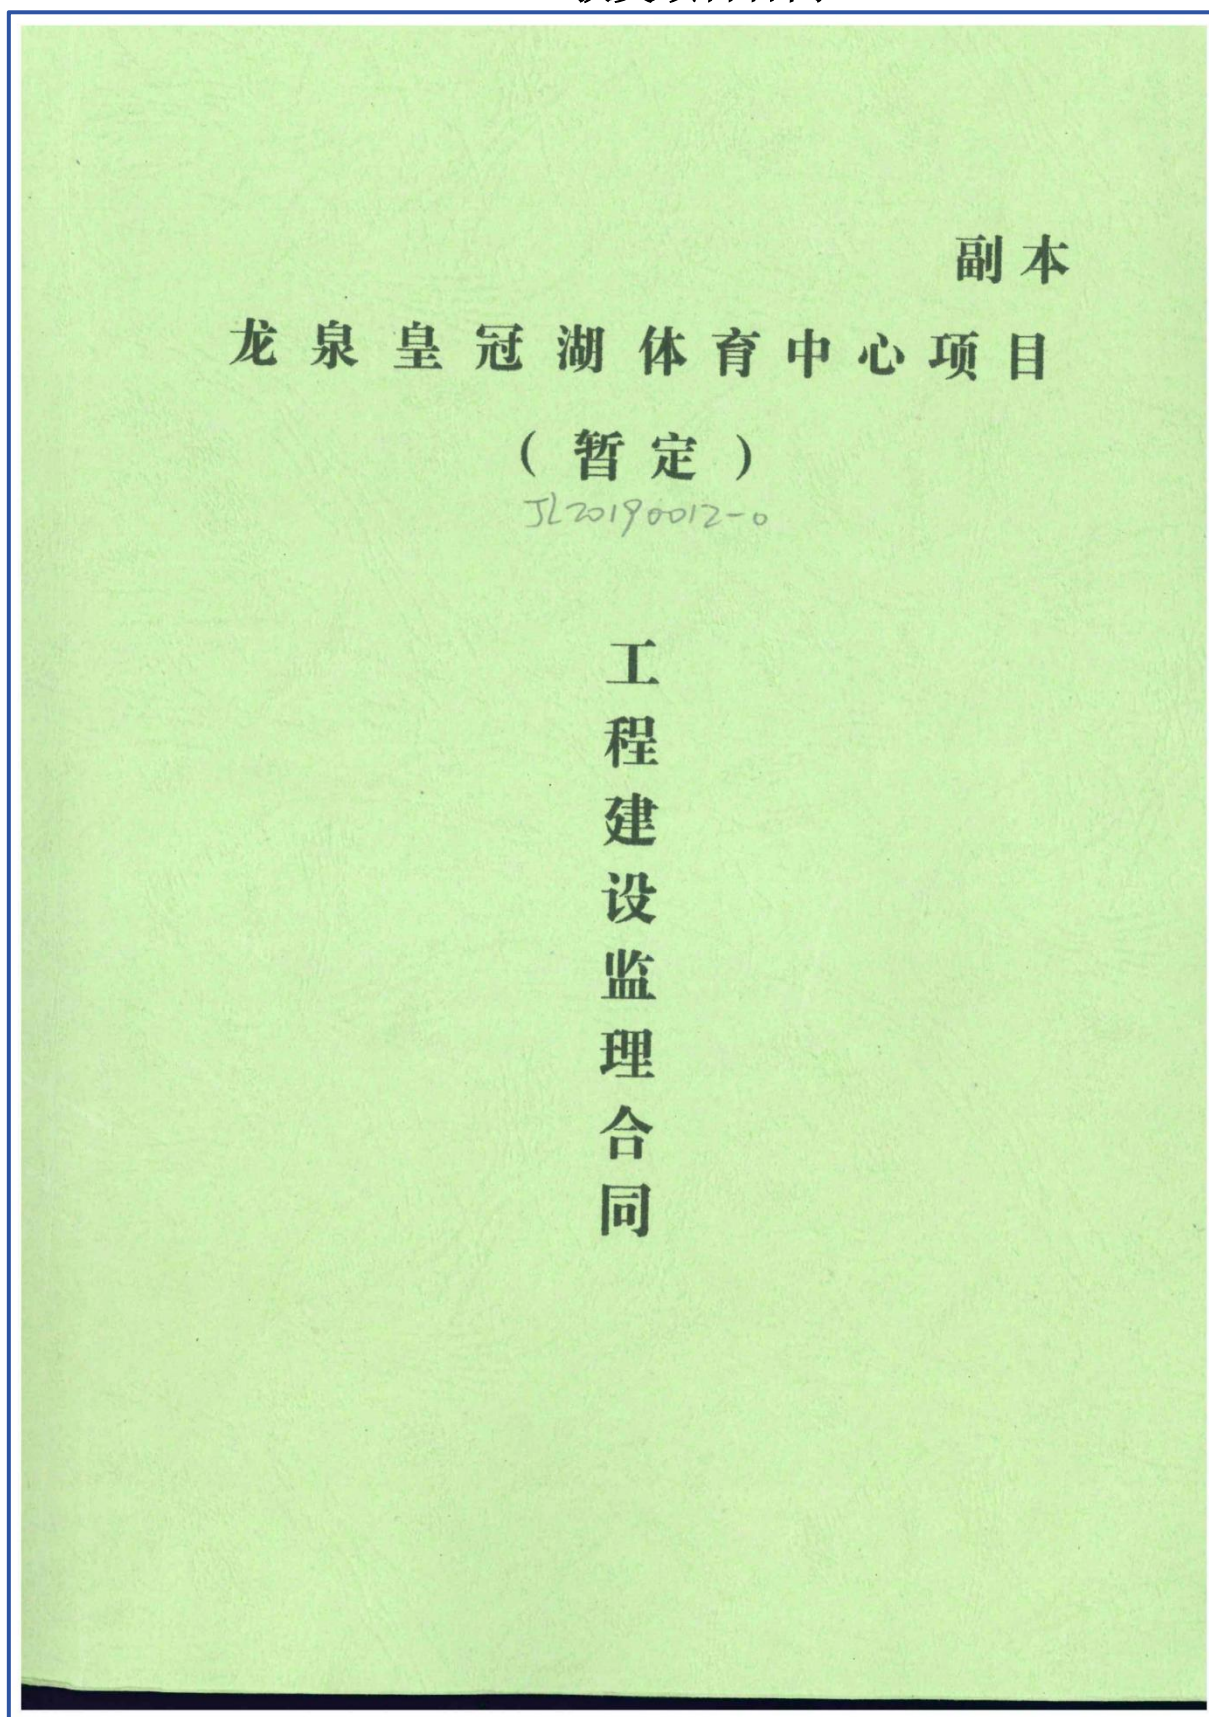 副本
龙泉皇冠湖体育中心项目
（暂定）
JL20190012-0
工
程
建
设
监
理
合
同